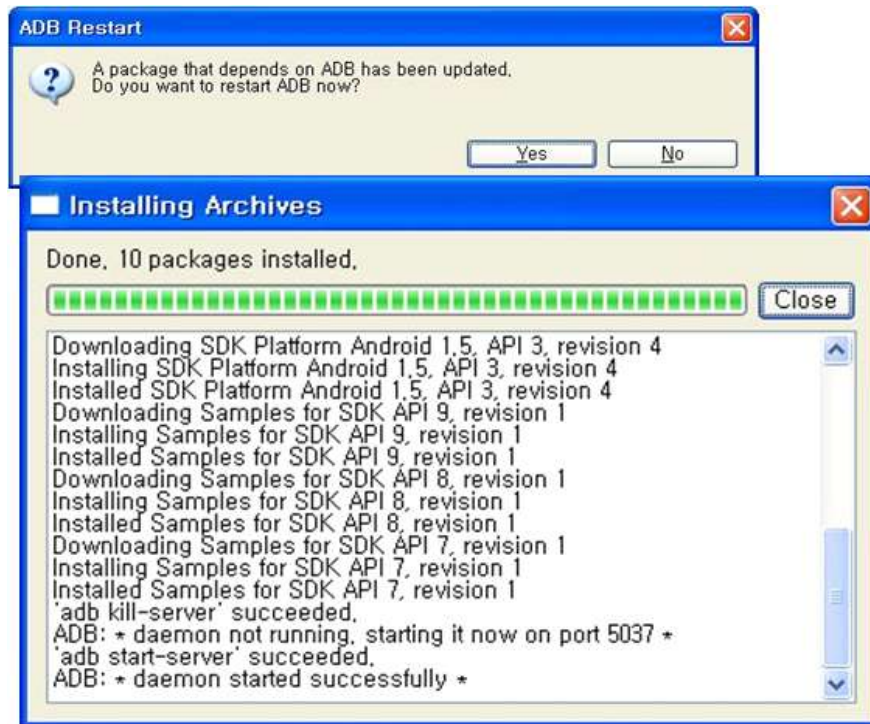 ADB Restart
A package that depends on ADB has been updated,
Do you want to restart ADB now?
Yes
No
Installing Archives
Done, 10 packages installed,
Close
Downloading SDK Platform Android 1,5, API 3, revision 4
Installing SDK Platform Android 1,5, API 3, revision 4
Installed SDK Platform Android 1,5, API 3, revision 4
Downloading Samples for SDK API 9, revision 1
Installing Samples for SDK API 9, revision 1
Installed Samples for SDK API 9, revision 1
Downloading Samples for SDK API 8, revision 1
Installing Samples for SDK API 8, revision 1
Installed Samples for SDK API 8, revision 1
Downloading Samples for SDK API 7, revision 1
Installing Samples for SDK API 7, revision 1
Installed Samples for SDK API 7, revision 1
'adb kill-server' succeeded,
ADB: * daemon not running, starting it now on port 5037 *
'adb start-server' succeeded,
ADB: * daemon started successfully *